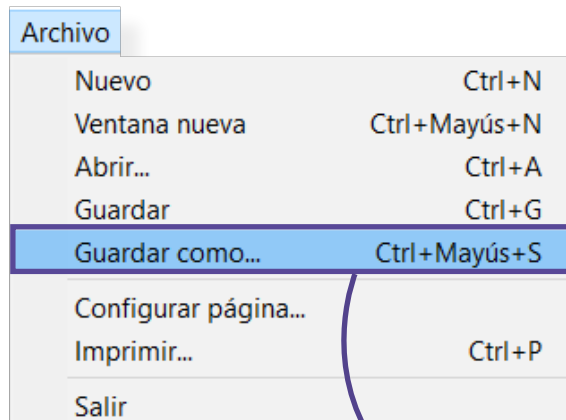 Archivo
Nuevo Ctrl+N
Ventana nueva Ctrl+Mayús+N
Abrir... Ctrl+A
Guardar Ctrl+G
Guardar como... Ctrl+Mayús+S
Configurar página...
Imprimir... Ctrl+P
Salir